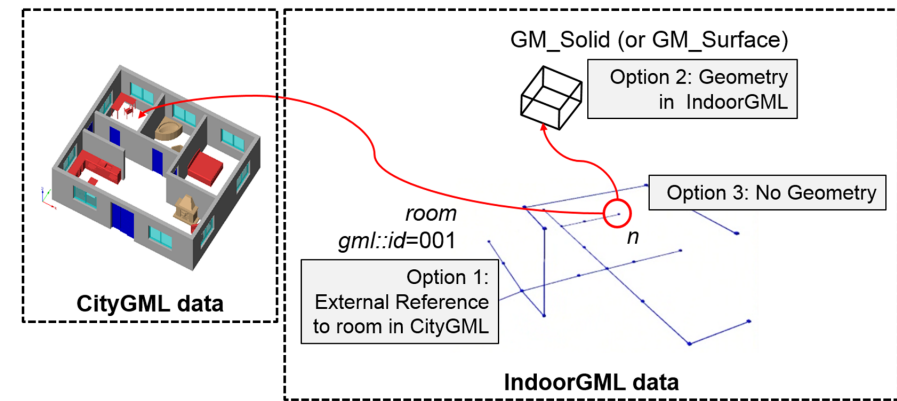 GM_Solid (or GM_Surface)
Option 2: Geometry
in IndoorGML
Option 3: No Geometry
room
gml::id=001
n
Option 1:
External Reference
to room in CityGML
CityGML data
IndoorGML data